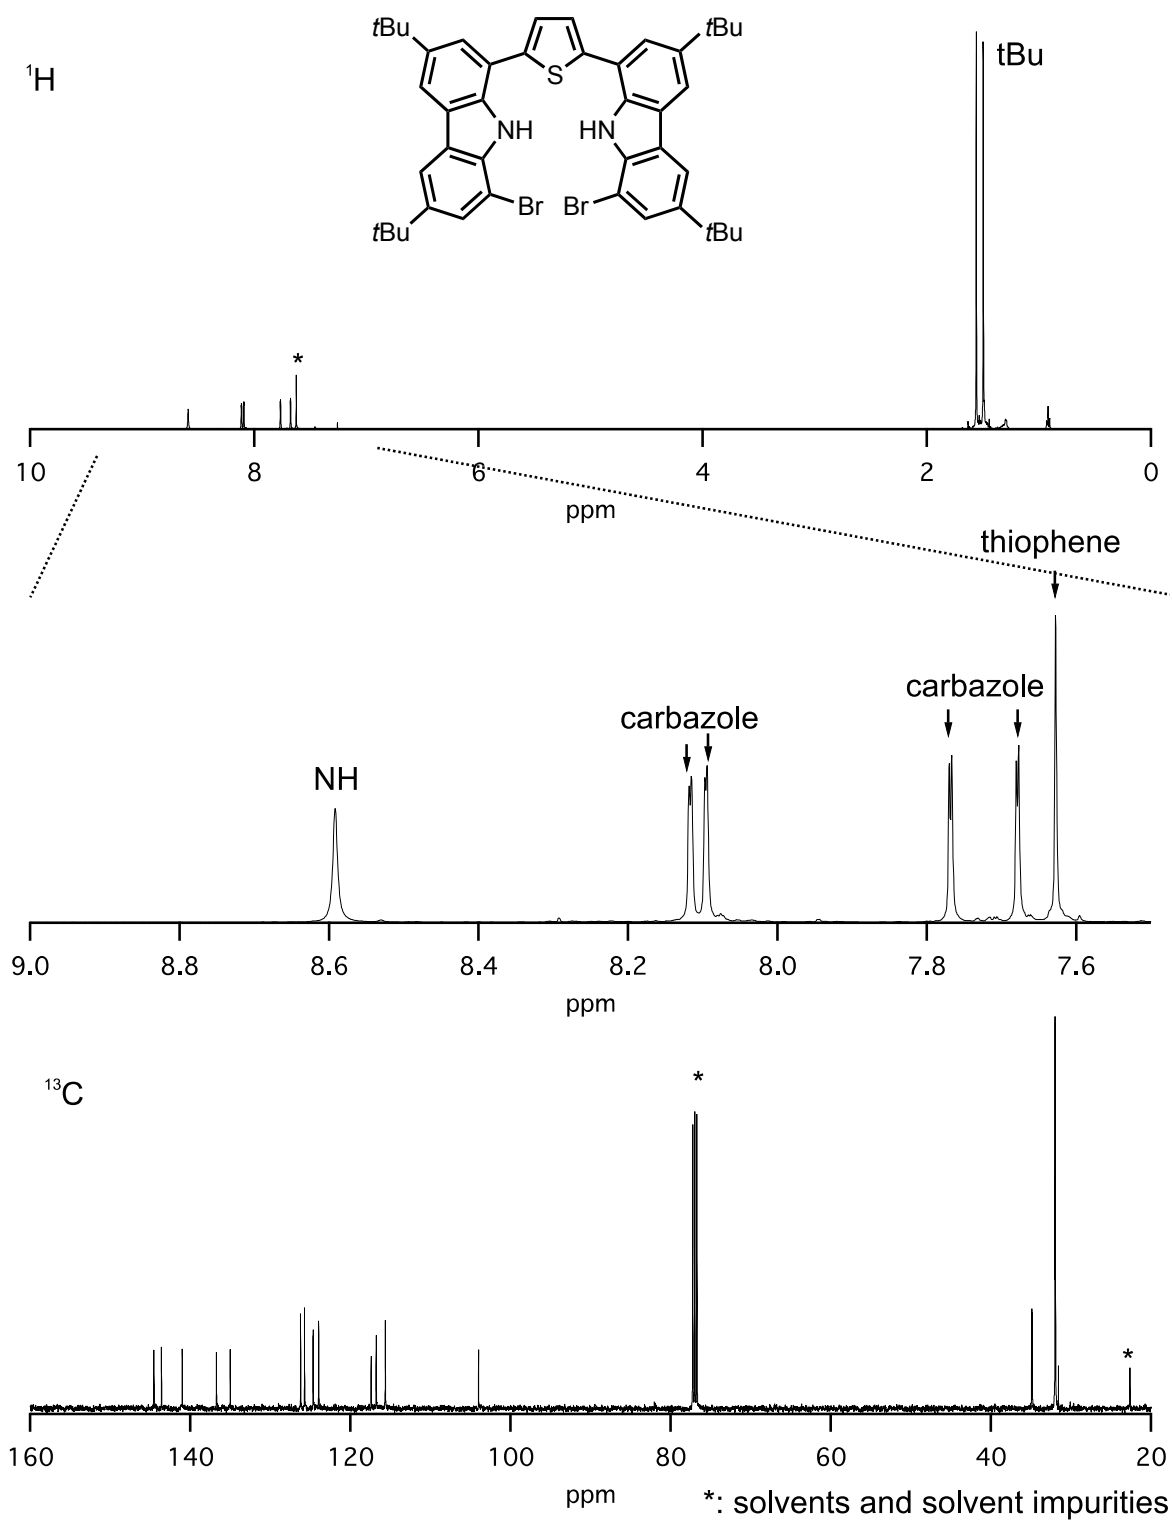 tBu
tBu
S
¹H
tBu
NH
HN
Br
Br
tBu
tBu
*
10
8
6
4
2
0
ppm
thiophene
carbazole
carbazole
NH
9.0
8.8
8.6
8.4
8.2
8.0
7.8
7.6
ppm
¹³C
*
*
160
140
120
100
80
60
40
20
ppm
*: solvents and solvent impurities